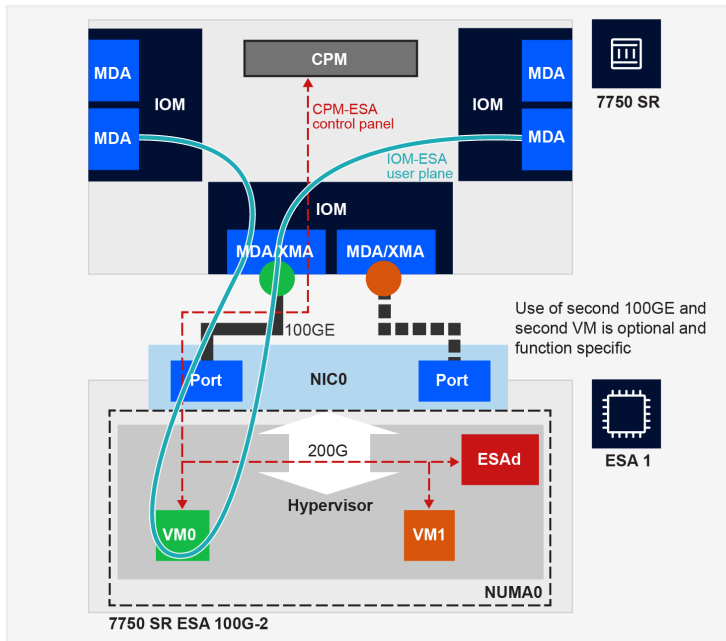 CPM
MDA
MDA
IOM
CPM-ESA
control panel
IOM
MDA
MDA
7750 SR
IOM-ESA
user plane
IOM
MDA/XMA
MDA/XMA
100GE
Use of second 100GE and
second VM is optional and
function specific
Port
NIC0
Port
200G
ESAd
ESA 1
Hypervisor
VM0
VM1
NUMA0
7750 SR ESA 100G-2